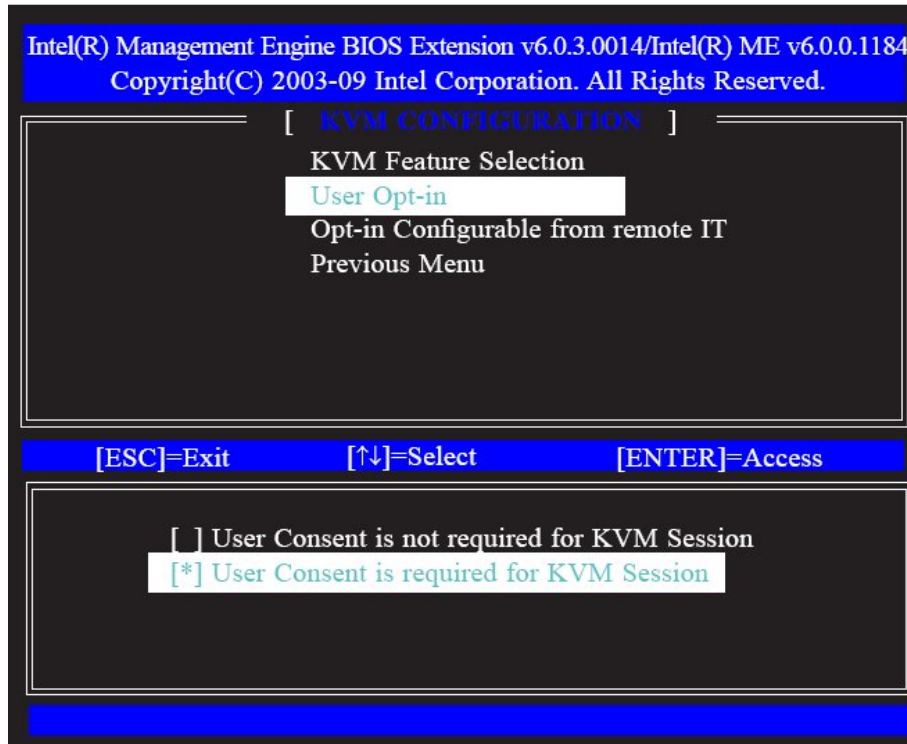 Intel(R) Management Engine BIOS Extension v6.0.3.0014/Intel(R) ME v6.0.0.1184
Copyright(C) 2003-09 Intel Corporation. All Rights Reserved.
[ KVM CONFIGURATION ]
KVM Feature Selection
User Opt-in
Opt-in Configurable from remote IT
Previous Menu
[ESC]=Exit [↑↓]=Select [ENTER]=Access
[ ] User Consent is not required for KVM Session
[*] User Consent is required for KVM Session